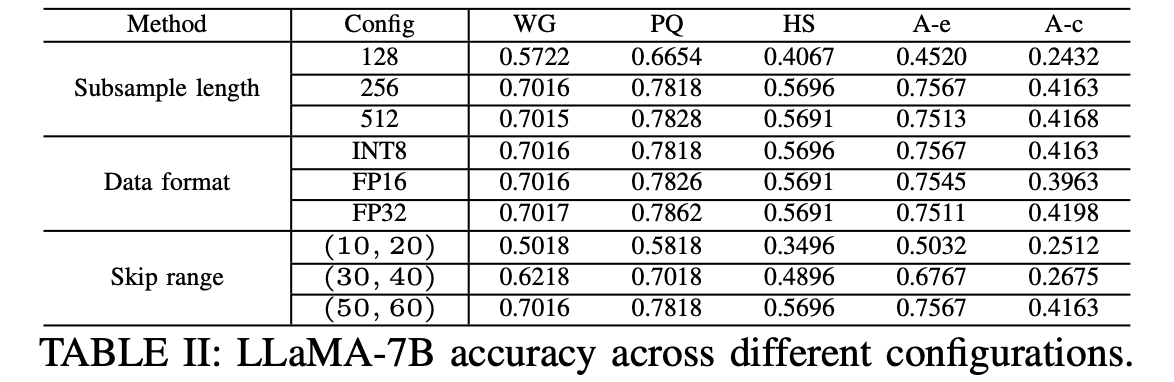 Method Config WG PQ HS A-e A-c
128 0.5722 0.6654 0.4067 0.4520 0.2432
Subsample length 256 0.7016 0.7818 0.5696 0.7567 0.4163
512 0.7015 0.7828 0.5691 0.7513 0.4168
INT8 0.7016 0.7818 0.5696 0.7567 0.4163
Data format FP16 0.7016 0.7826 0.5691 0.7545 0.3963
FP32 0.7017 0.7862 0.5691 0.7511 0.4198
(10, 20) 0.5018 0.5818 0.3496 0.5032 0.2512
Skip range (30, 40) 0.6218 0.7018 0.4896 0.6767 0.2675
(50, 60) 0.7016 0.7818 0.5696 0.7567 0.4163
TABLE II: LLaMA-7B accuracy across different configurations.